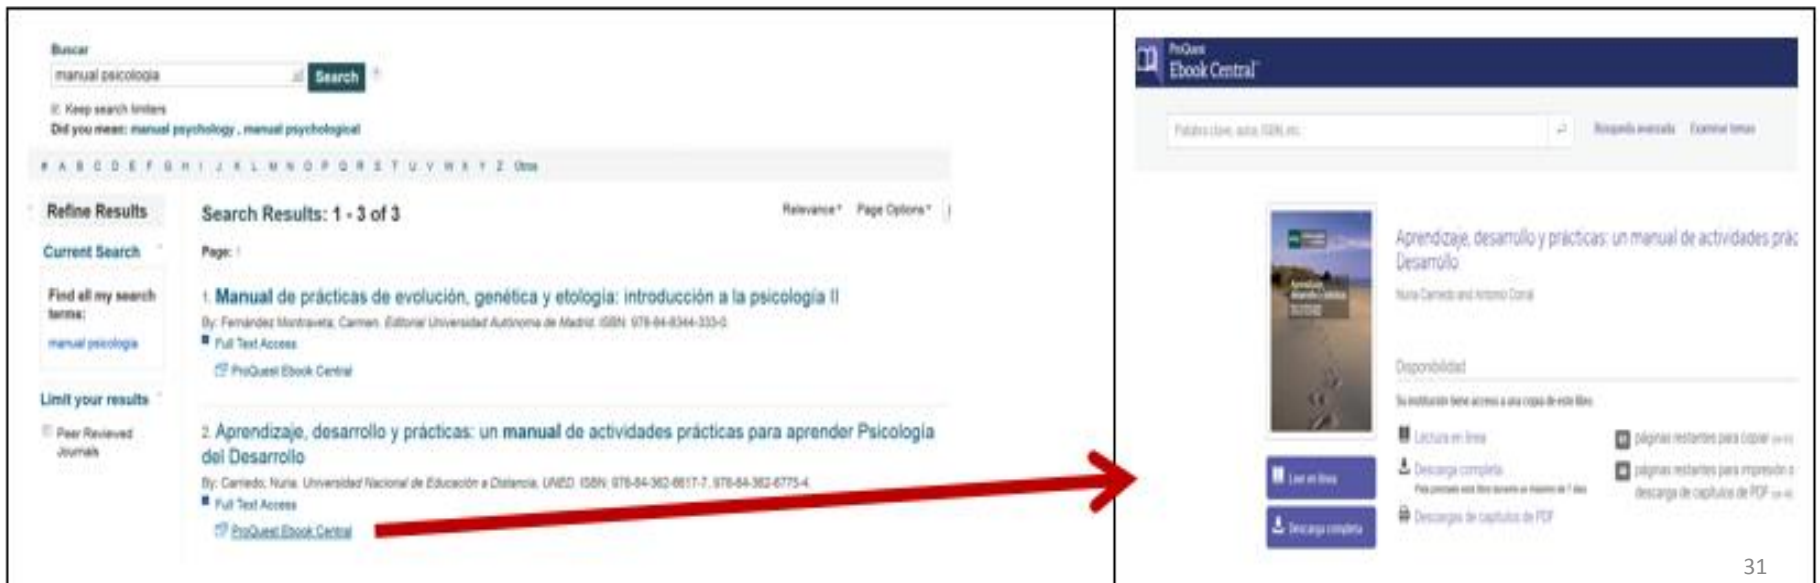 Buscar
manual psicologia
Search
Keep search limiters
Did you mean: manual psychology , manual psychological
# A B C D E F G H I J K L M N O P Q R S T U V W X Y Z Otros
Refine Results
Search Results: 1 - 3 of 3
Relevance
Page Options
Current Search
Page: 1
Find all my search
terms:
manual psicologia
1. Manual de prácticas de evolución, genética y etología: introducción a la psicología II
By: Fernández Montraveta, Carmen. Editorial Universidad Autónoma de Madrid. ISBN: 978-84-8344-333-0.
Full Text Access
ProQuest Ebook Central
Limit your results
Peer Reviewed
Journals
2. Aprendizaje, desarrollo y prácticas: un manual de actividades prácticas para aprender Psicología
del Desarrollo
By: Carriedo, Nuria. Universidad Nacional de Educación a Distancia, UNED. ISBN: 978-84-362-6617-7, 978-84-362-6775-4.
Full Text Access
ProQuest Ebook Central
ProQuest
Ebook Central
Palabra clave, autor, ISBN, etc.
Búsqueda avanzada
Examinar temas
Aprendizaje, desarrollo y prácticas: un manual de actividades prác
Desarrollo
Nuria Carriedo and Antonio Corral
Disponibilidad
Su institución tiene acceso a una copia de este libro.
Lectura en línea
Descarga completa
Descargas de capítulos de PDF
páginas restantes para copiar
páginas restantes para impresión o
descarga de capítulos de PDF
Leer en línea
Descarga completa
31